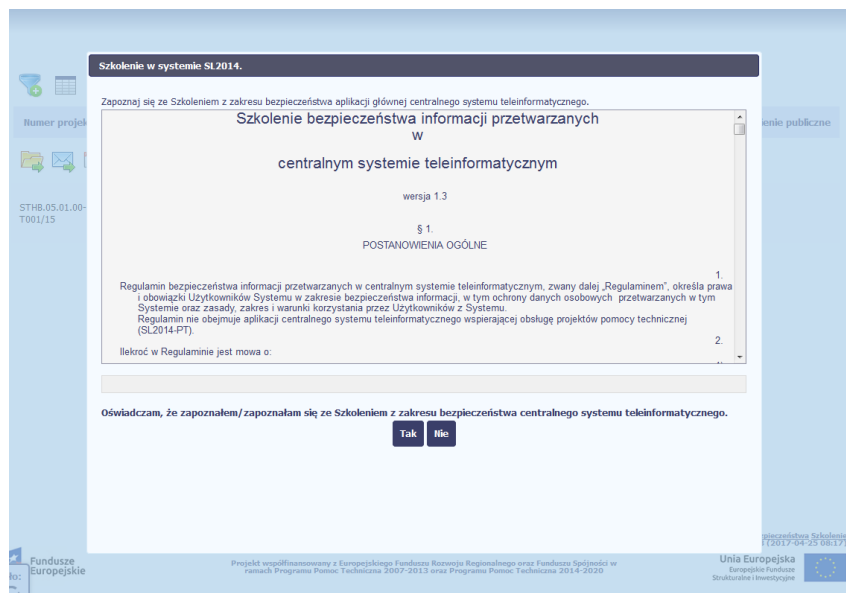 Szkolenie w systemie SL2014.
Zapoznaj się ze Szkoleniem z zakresu bezpieczeństwa aplikacji głównej centralnego systemu teleinformatycznego.
Szkolenie bezpieczeństwa informacji przetwarzanych
w
centralnym systemie teleinformatycznym
wersja 1.3
§ 1.
POSTANOWIENIA OGÓLNE
1.
Regulamin bezpieczeństwa informacji przetwarzanych w centralnym systemie teleinformatycznym, zwany dalej „Regulaminem”, określa prawa
i obowiązki Użytkowników Systemu w zakresie bezpieczeństwa informacji, w tym ochrony danych osobowych przetwarzanych w tym
Systemie oraz zasady, zakres i warunki korzystania przez Użytkowników z Systemu.
Regulamin nie obejmuje aplikacji centralnego systemu teleinformatycznego wspierającej obsługę projektów pomocy technicznej
(SL2014-PT).
2.
Ilekroć w Regulaminie jest mowa o:
Oświadczam, że zapoznałem/zapoznałam się ze Szkoleniem z zakresu bezpieczeństwa centralnego systemu teleinformatycznego.
Tak Nie
Numer projek
enie publiczne
STHB.05.01.00-
T001/15
Szkolenie
(2017-04-25 08:17)
Fundusze
Europejskie
Projekt współfinansowany z Europejskiego Funduszu Rozwoju Regionalnego oraz Funduszu Spójności w
ramach Programu Pomoc Techniczna 2007-2013 oraz Programu Pomoc Techniczna 2014-2020
Unia Europejska
Europejskie Fundusze
Strukturalne i Inwestycyjne